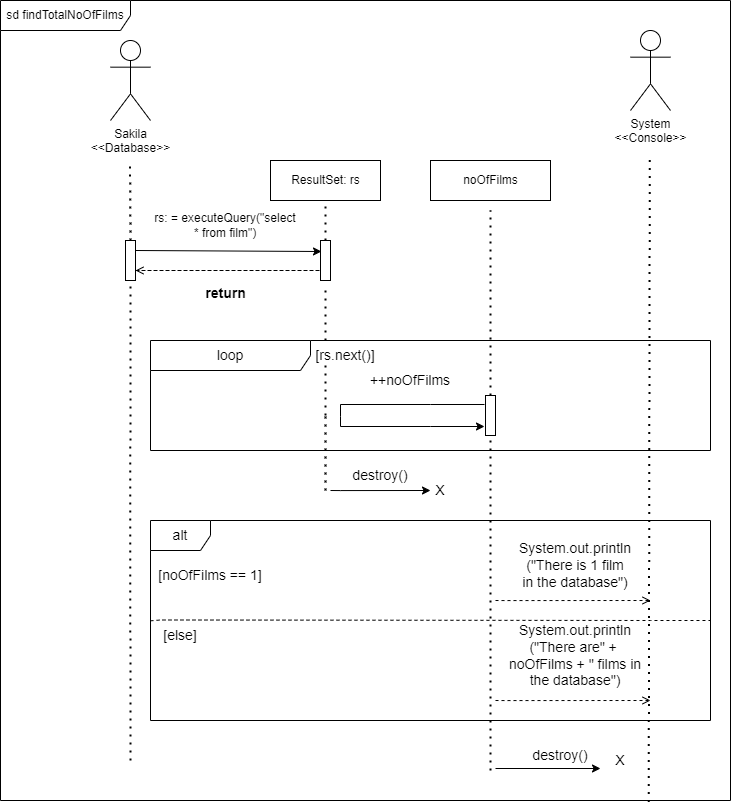 sd findTotalNoOfFilms
Sakila
<<Database>>
System
<<Console>>
ResultSet: rs
noOfFilms
rs: = executeQuery("select
* from film")
return
loop
[rs.next()]
++noOfFilms
destroy()
X
alt
[noOfFilms == 1]
System.out.println
("There is 1 film
in the database")
[else]
System.out.println
("There are" +
noOfFilms + " films in
the database")
destroy()
X